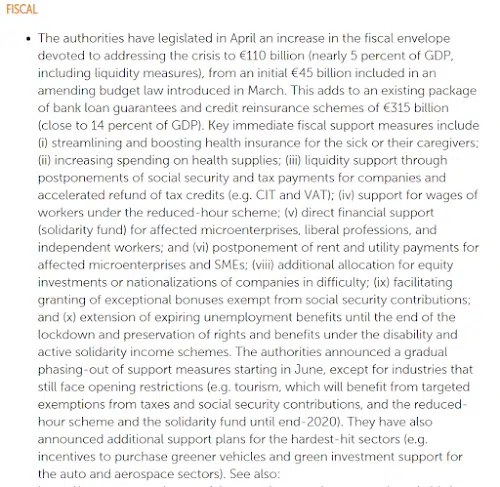 FISCAL
• The authorities have legislated in April an increase in the fiscal envelope
devoted to addressing the crisis to €110 billion (nearly 5 percent of GDP,
including liquidity measures), from an initial €45 billion included in an
amending budget law introduced in March. This adds to an existing package
of bank loan guarantees and credit reinsurance schemes of €315 billion
(close to 14 percent of GDP). Key immediate fiscal support measures include
(i) streamlining and boosting health insurance for the sick or their caregivers;
(ii) increasing spending on health supplies; (iii) liquidity support through
postponements of social security and tax payments for companies and
accelerated refund of tax credits (e.g. CIT and VAT); (iv) support for wages of
workers under the reduced-hour scheme; (v) direct financial support
(solidarity fund) for affected microenterprises, liberal professions, and
independent workers; and (vi) postponement of rent and utility payments for
affected microenterprises and SMEs; (viii) additional allocation for equity
investments or nationalizations of companies in difficulty; (ix) facilitating
granting of exceptional bonuses exempt from social security contributions;
and (x) extension of expiring unemployment benefits until the end of the
lockdown and preservation of rights and benefits under the disability and
active solidarity income schemes. The authorities announced a gradual
phasing-out of support measures starting in June, except for industries that
still face opening restrictions (e.g. tourism, which will benefit from targeted
exemptions from taxes and social security contributions, and the reduced-
hour scheme and the solidarity fund until end-2020). They have also
announced additional support plans for the hardest-hit sectors (e.g.
incentives to purchase greener vehicles and green investment support for
the auto and aerospace sectors). See also: